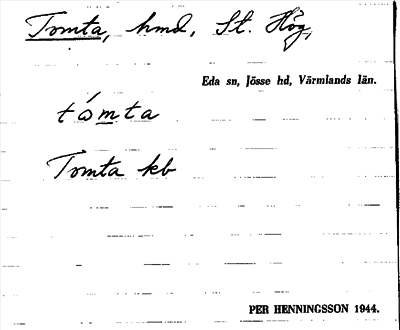 Tomta, hmd, St. Hög,
Eda sn, Jösse hd, Värmlands län.
tómta
Tomta kb
PER HENNINGSSON 1944.